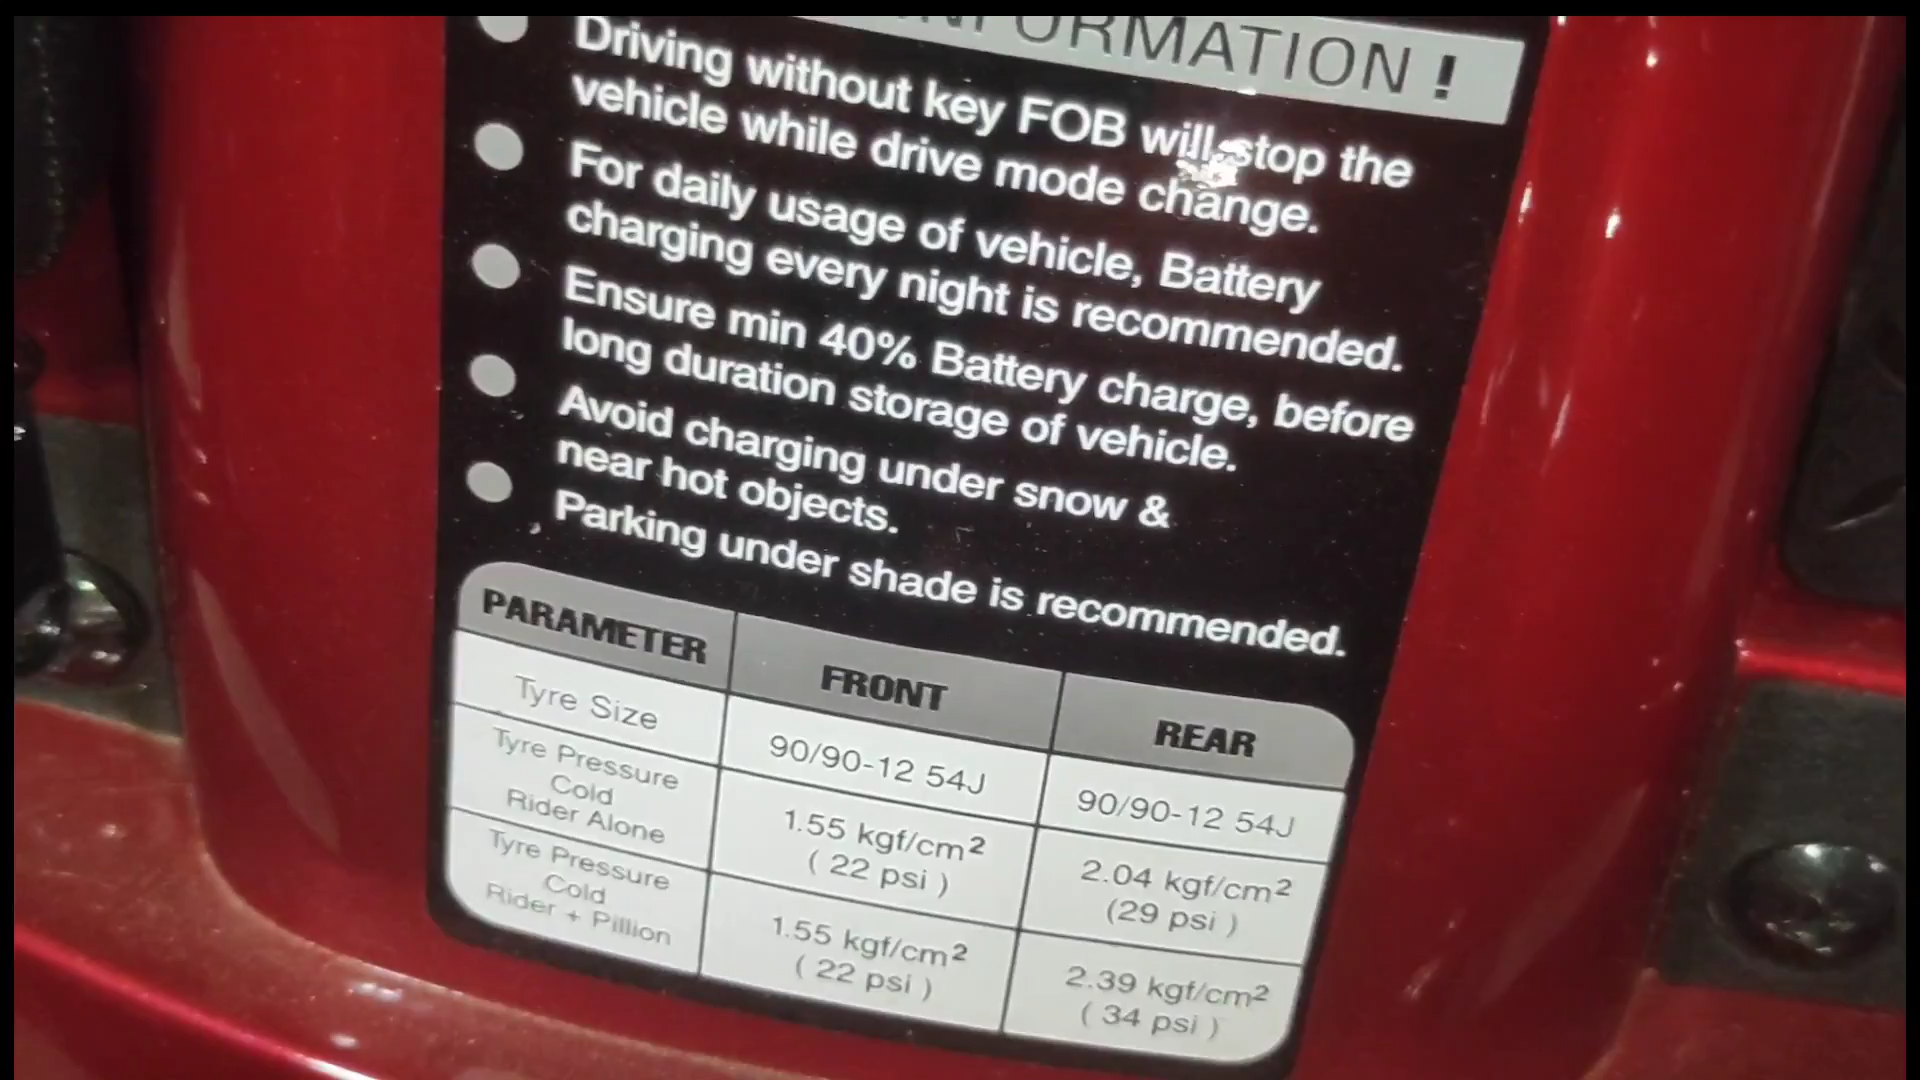 INFORMATION !
Driving without key FOB will stop the
vehicle while drive mode change.
For daily usage of vehicle, Battery
charging every night is recommended.
Ensure min 40% Battery charge, before
long duration storage of vehicle.
Avoid charging under snow &
near hot objects.
Parking under shade is recommended.
PARAMETER FRONT REAR
Tyre Size 90/90-12 54J 90/90-12 54J
Tyre Pressure
Cold
Rider Alone
1.55 kgf/cm²
( 22 psi )
2.04 kgf/cm²
(29 psi )
Tyre Pressure
Cold
Rider + Pillion
1.55 kgf/cm²
( 22 psi )
2.39 kgf/cm²
( 34 psi )